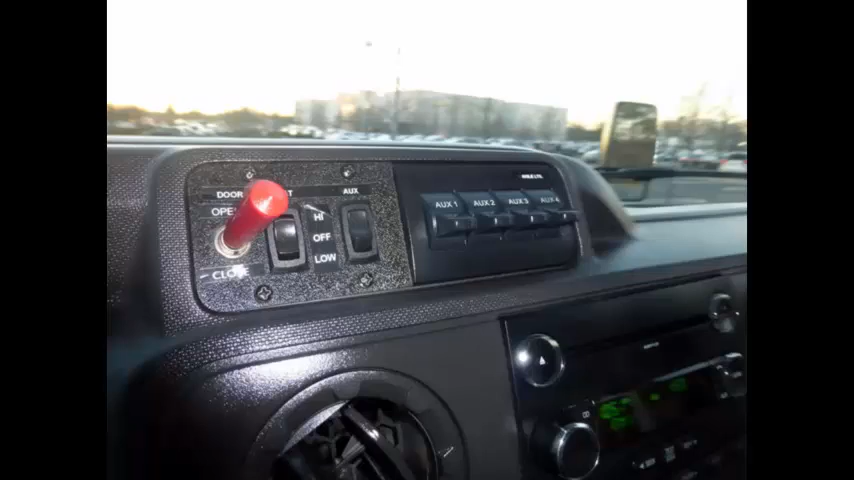 DOOR
AUX
OPEN
HI
OFF
LOW
CLOSE
AUX 1 AUX 2 AUX 3 AUX 4